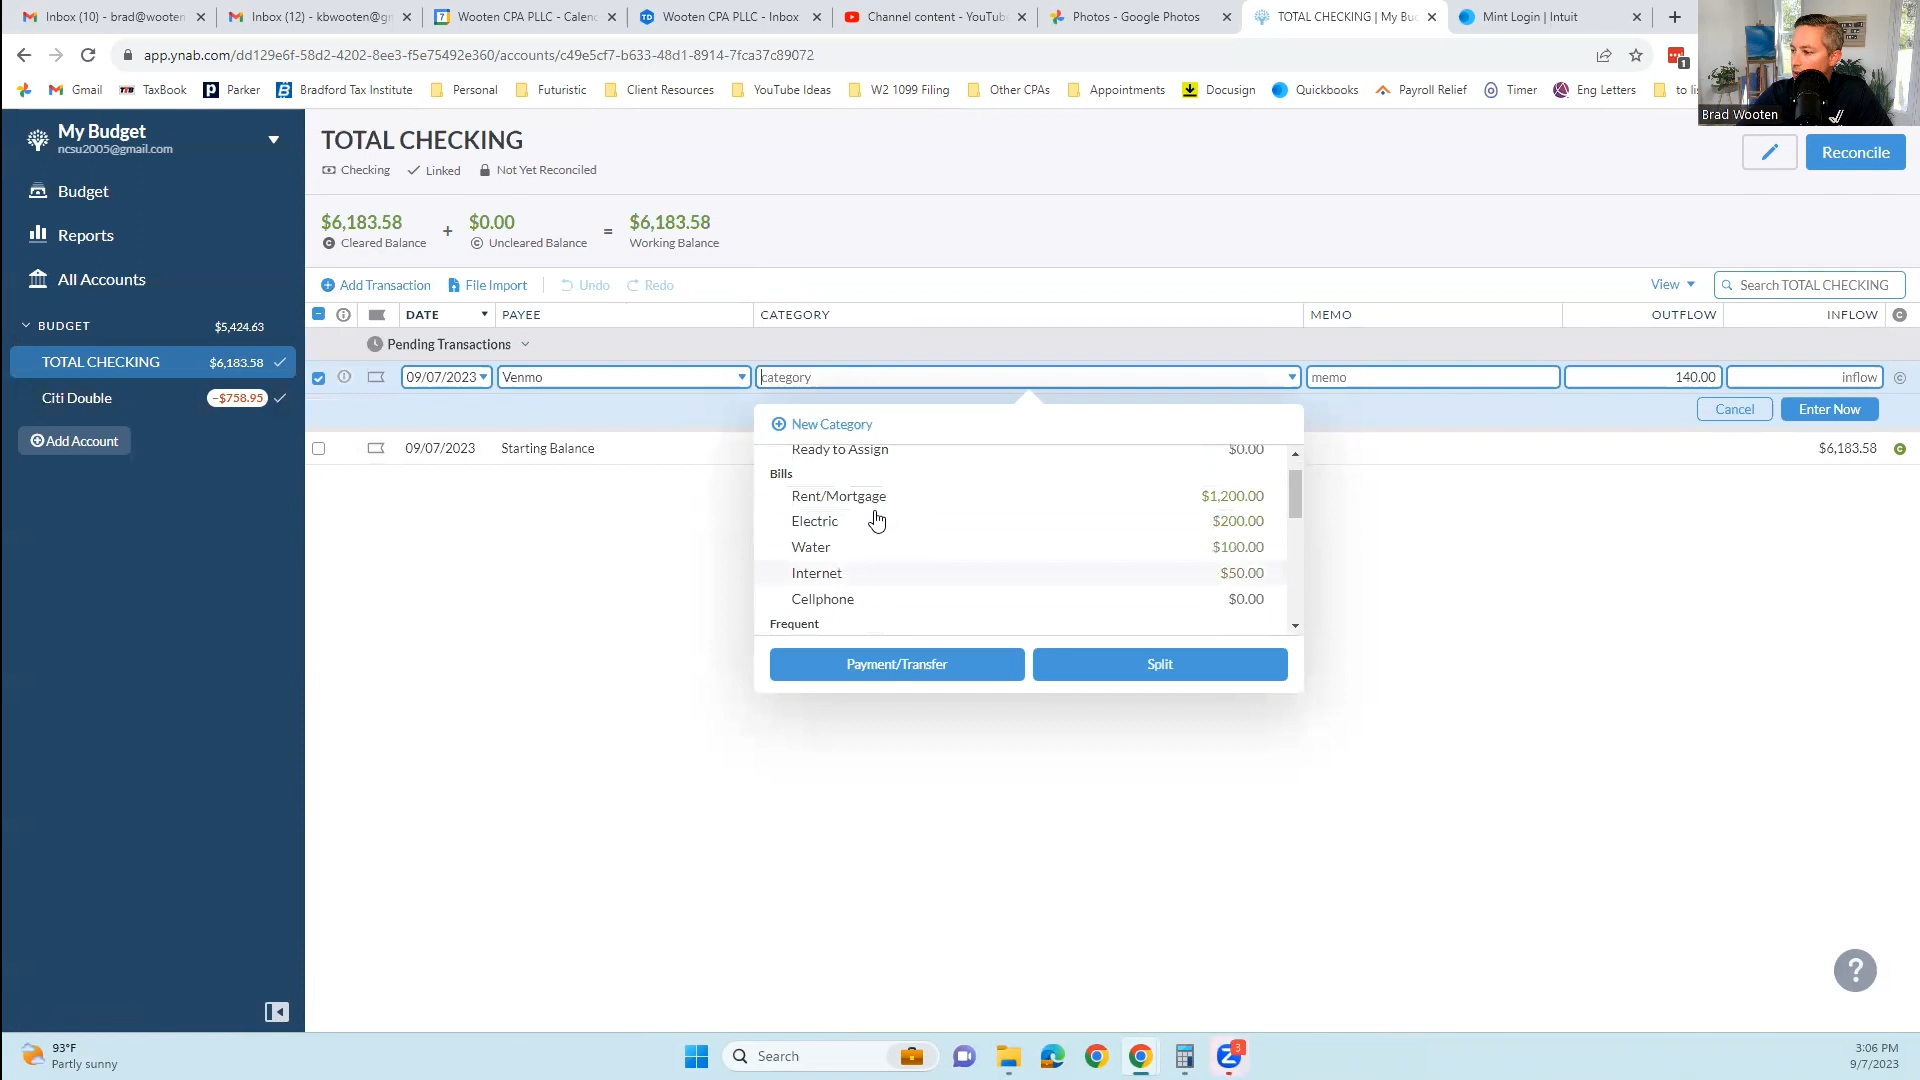 Inbox (10) - brad@wooten
Inbox (12) - kbwooten@gm
7 Wooten CPA PLLC - Calend
TD Wooten CPA PLLC - Inbox
Channel content - YouTube
Photos - Google Photos
TOTAL CHECKING | My Bu
Mint Login | Intuit
app.ynab.com/dd129e6f-58d2-4202-8ee3-f5e75492e360/accounts/c49e5cf7-b633-48d1-8914-7fca37c89072
1
Gmail
TaxBook
Parker
Bradford Tax Institute
Personal
Futuristic
Client Resources
YouTube Ideas
W2 1099 Filing
Other CPAs
Appointments
Docusign
Quickbooks
Payroll Relief
Timer
Eng Letters
to li
Brad Wooten
My Budget
ncsu2005@gmail.com
Budget
Reports
All Accounts
BUDGET $5,424.63
TOTAL CHECKING $6,183.58
Citi Double -$758.95
Add Account
TOTAL CHECKING
Checking Linked Not Yet Reconciled
Reconcile
$6,183.58 + $0.00 = $6,183.58
C Cleared Balance C Uncleared Balance Working Balance
Add Transaction File Import Undo Redo
View Search TOTAL CHECKING
DATE PAYEE CATEGORY MEMO OUTFLOW INFLOW C
Pending Transactions
09/07/2023 Venmo category memo 140.00 inflow C
Cancel Enter Now
09/07/2023 Starting Balance $6,183.58 C
New Category
Ready to Assign $0.00
Bills
Rent/Mortgage $1,200.00
Electric $200.00
Water $100.00
Internet $50.00
Cellphone $0.00
Frequent
Payment/Transfer Split
?
93°F
Partly sunny
Search
Z 3
3:06 PM
9/7/2023